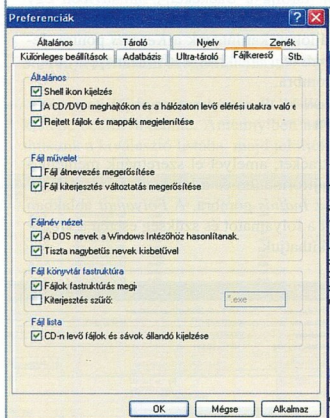 Preferenciák
Általános Tároló Nyelv Zenék
Különleges beállítások Adatbázis Ultra-tároló Fájlkereső Stb.
Általános
Shell ikon kijelzés
A CD/DVD meghajtókon és a hálózaton levő elérési utakra való e
Rejtett fájlok és mappák megjelenítése
Fájl művelet
Fájl átnevezés megerősítése
Fájl kiterjesztés változtatás megerősítése
Fájlnév nézet
A DOS nevek a Windows Intézőhöz hasonlítanak.
Tiszta nagybetűs nevek kisbetűvel
Fájl könyvtár fastruktúra
Fájlok fastruktúrás megj
Kiterjesztés szűrő: *.exe
Fájl lista
CD-n levő fájlok és sávok állandó kijelzése
OK Mégse Alkalmaz